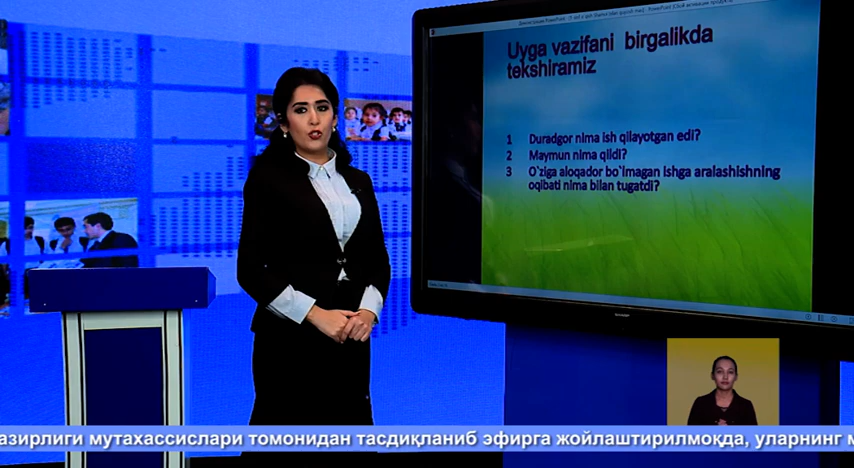 Uyga vazifani birgalikda
tekshiramiz
1 Duradgor nima ish qilayotgan edi?
2 Maymun nima qildi?
3 O`ziga aloqador bo`lmagan ishga aralashishning
oqibati nima bilan tugatdi?
SHARP
азирлиги мутахассислари томонидан тасдиқланиб эфирга жойлаштирилмоқда, уларнинг м